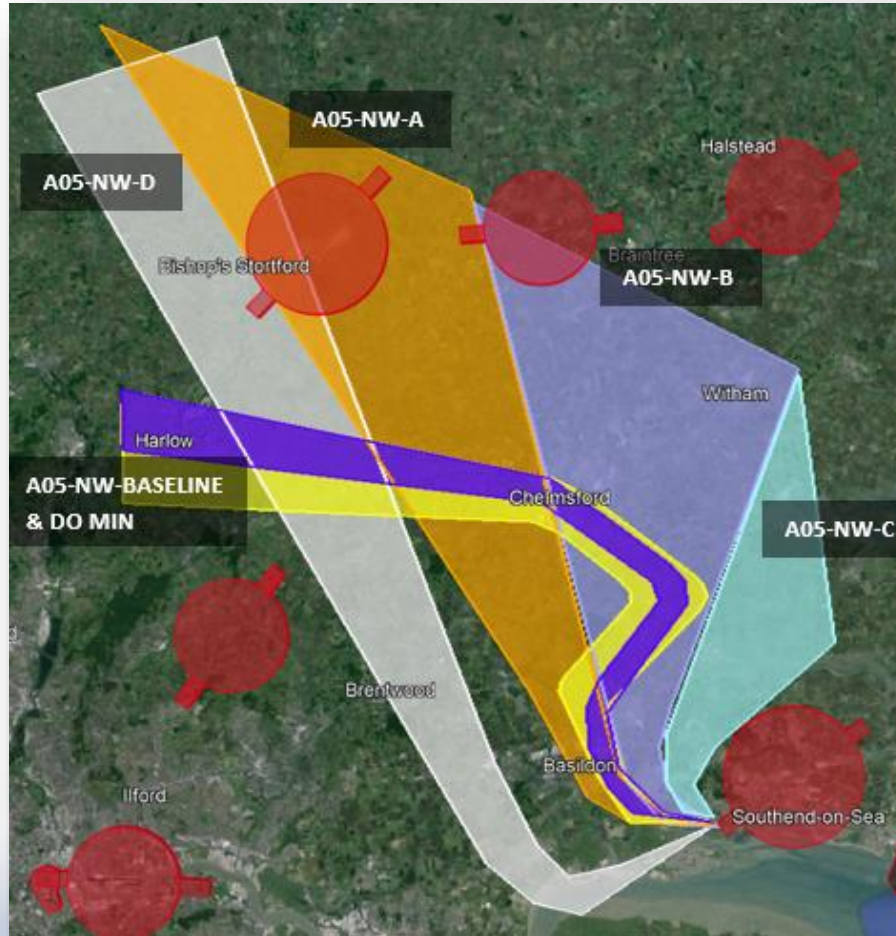 A05-NW-A
Halstead
A05-NW-D
Braintree
Bishop's Stortford
A05-NW-B
Witham
Harlow
A05-NW-BASELINE
& DO MIN
Chelmsford
A05-NW-C
Brentwood
Basildon
Ilford
Southend-on-Sea